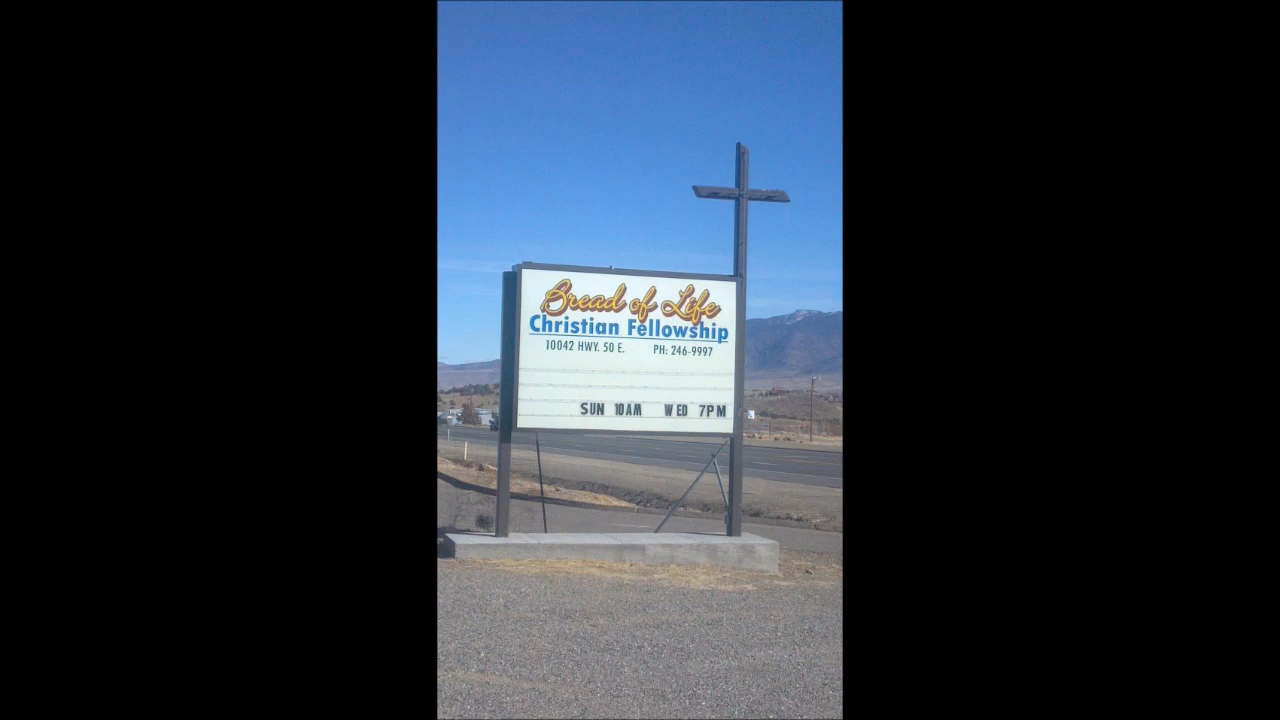 Bread of Life
Christian Fellowship
10042 HWY. 50 E. PH: 246-9997
SUN 10AM WED 7PM